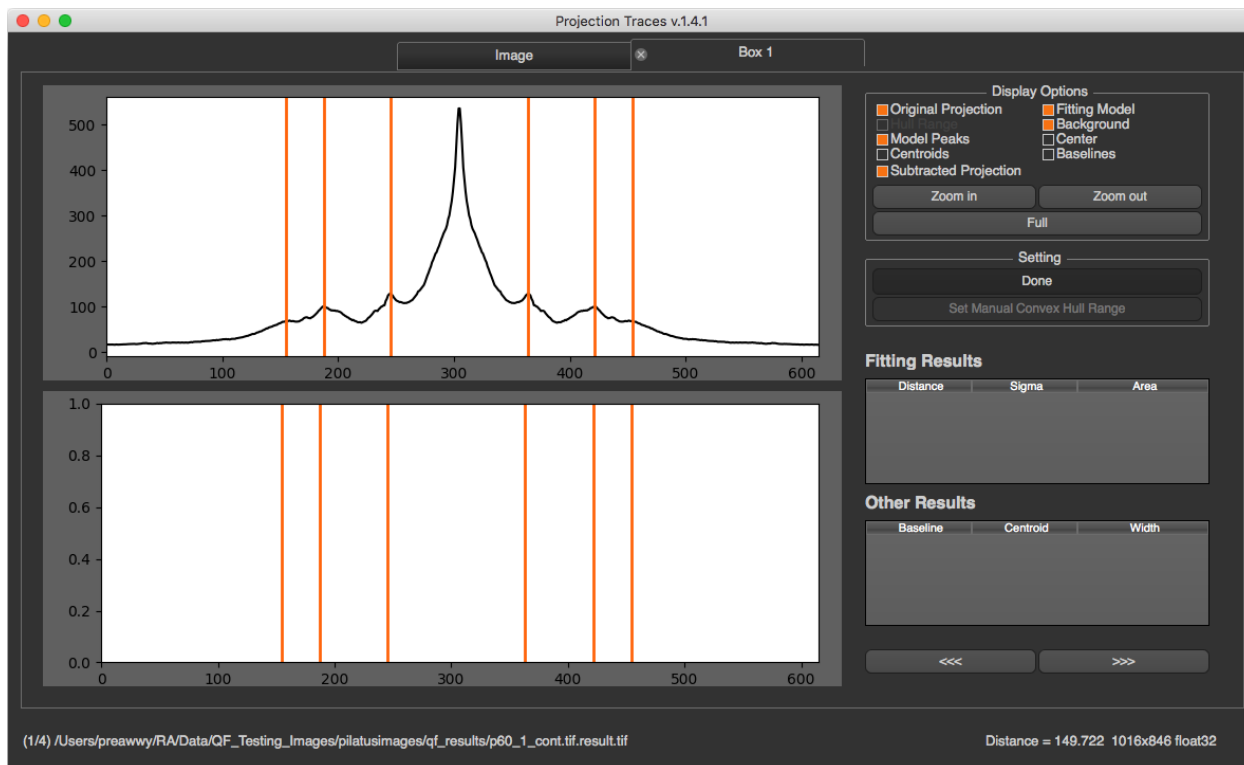 Projection Traces v.1.4.1
Image
Box 1
500
400
300
200
100
0
0 100 200 300 400 500 600
1.0
0.8
0.6
0.4
0.2
0.0
0 100 200 300 400 500 600
Display Options
Original Projection Fitting Model
Hull Range Background
Model Peaks Center
Centroids Baselines
Subtracted Projection
Zoom in Zoom out
Full
Setting
Done
Set Manual Convex Hull Range
Fitting Results
Distance Sigma Area
Other Results
Baseline Centroid Width
<<< >>>
(1/4) /Users/preawwy/RA/Data/QF_Testing_Images/pilatusimages/qf_results/p60_1_cont.tif.result.tif
Distance = 149.722 1016x846 float32